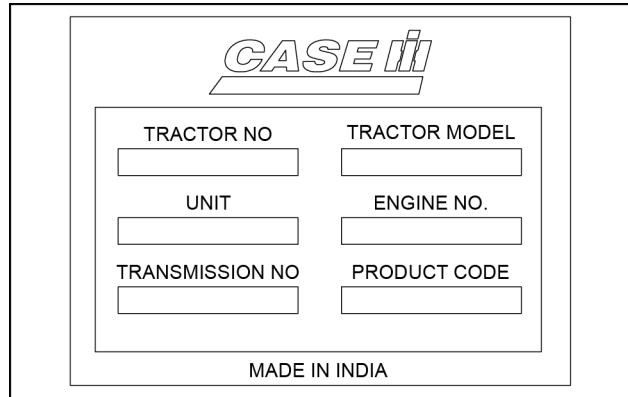 CASE IH
TRACTOR NO TRACTOR MODEL
UNIT ENGINE NO.
TRANSMISSION NO PRODUCT CODE
MADE IN INDIA